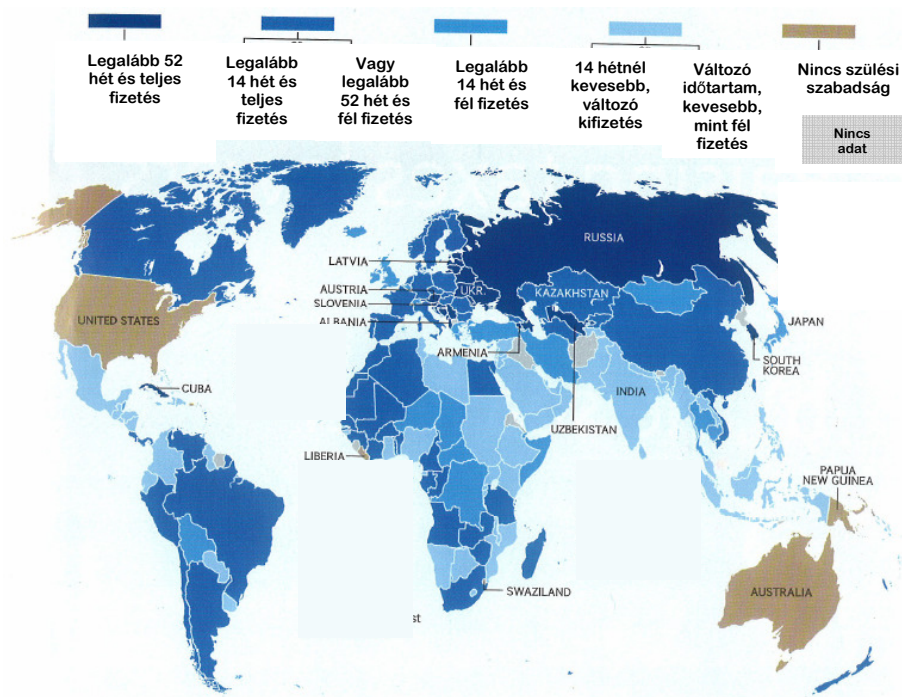 Legalább 52
hét és teljes
fizetés
Legalább
14 hét és
teljes
fizetés
Vagy
legalább
52 hét és
fél fizetés
Legalább
14 hét és
fél fizetés
14 hétnél
kevesebb,
változó
kifizetés
Változó
időtartam,
kevesebb,
mint fél
fizetés
Nincs szülési
szabadság
Nincs
adat
RUSSIA
LATVIA
AUSTRIA
UKR.
SLOVENIA
KAZAKHSTAN
ALBANIA
UNITED STATES
JAPAN
ARMENIA
SOUTH
KOREA
CUBA
INDIA
UZBEKISTAN
LIBERIA
PAPUA
NEW GUINEA
SWAZILAND
AUSTRALIA
st